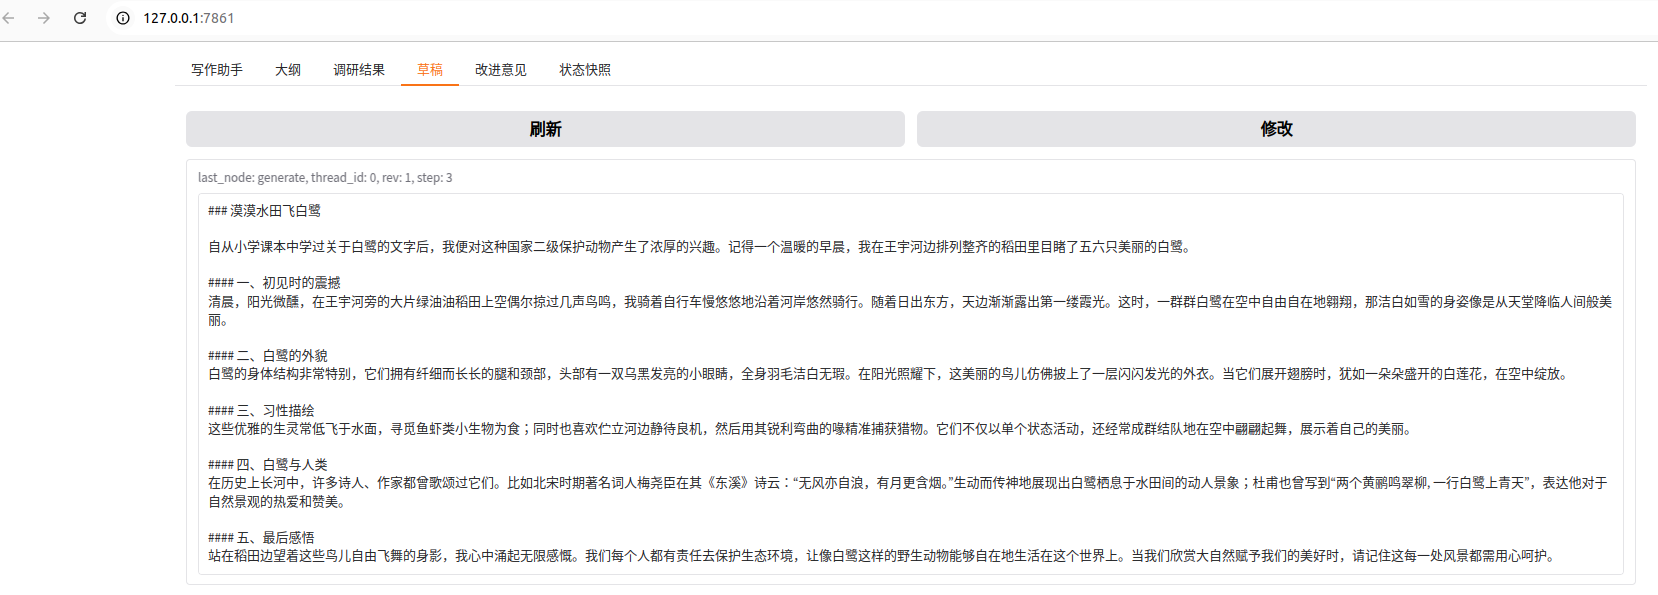 127.0.0.1:7861
写作助手 大纲 调研结果 草稿 改进意见 状态快照
刷新 修改
last_node: generate, thread_id: 0, rev: 1, step: 3
### 漠漠水田飞白鹭
自从小学课本中学过关于白鹭的文字后，我便对这种国家二级保护动物产生了浓厚的兴趣。记得一个温暖的早晨，我在王宇河边排列整齐的稻田里目睹了五六只美丽的白鹭。
#### 一、初见时的震撼
清晨，阳光微醺，在王宇河旁的大片绿油油稻田上空偶尔掠过几声鸟鸣，我骑着自行车慢悠悠地沿着河岸悠然骑行。随着日出东方，天边渐渐露出第一缕霞光。这时，一群群白鹭在空中自由自在地翱翔，那洁白如雪的身姿像是从天堂降临人间般美
丽。
#### 二、白鹭的外貌
白鹭的身体结构非常特别，它们拥有纤细而长长的腿和颈部，头部有一双乌黑发亮的小眼睛，全身羽毛洁白无瑕。在阳光照耀下，这美丽的鸟儿仿佛披上了一层闪闪发光的外衣。当它们展开翅膀时，犹如一朵朵盛开的白莲花，在空中绽放。
#### 三、习性描绘
这些优雅的生灵常低飞于水面，寻觅鱼虾类小生物为食；同时也喜欢伫立河边静待良机，然后用其锐利弯曲的喙精准捕获猎物。它们不仅以单个状态活动，还经常成群结队地在空中翩翩起舞，展示着自己的美丽。
#### 四、白鹭与人类
在历史上长河中，许多诗人、作家都曾歌颂过它们。比如北宋时期著名词人梅尧臣在其《东溪》诗云：“无风亦自浪，有月更含烟。”生动而传神地展现出白鹭栖息于水田间的动人景象；杜甫也曾写到“两个黄鹂鸣翠柳, 一行白鹭上青天”，表达他对于
自然景观的热爱和赞美。
#### 五、最后感悟
站在稻田边望着这些鸟儿自由飞舞的身影，我心中涌起无限感慨。我们每个人都有责任去保护生态环境，让像白鹭这样的野生动物能够自在地生活在这个世界上。当我们欣赏大自然赋予我们的美好时，请记住这每一处风景都需用心呵护。